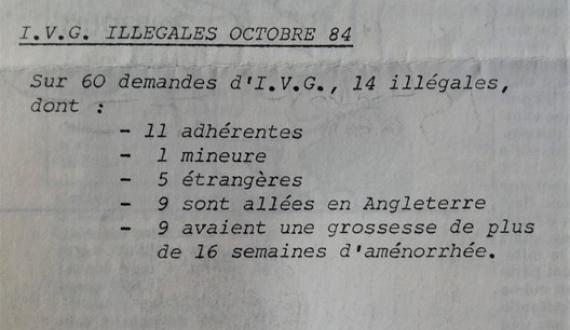 I.V.G. ILLEGALES OCTOBRE 84
Sur 60 demandes d'I.V.G., 14 illégales,
dont :
- 11 adhérentes
- 1 mineure
- 5 étrangères
- 9 sont allées en Angleterre
- 9 avaient une grossesse de plus
de 16 semaines d'aménorrhée.